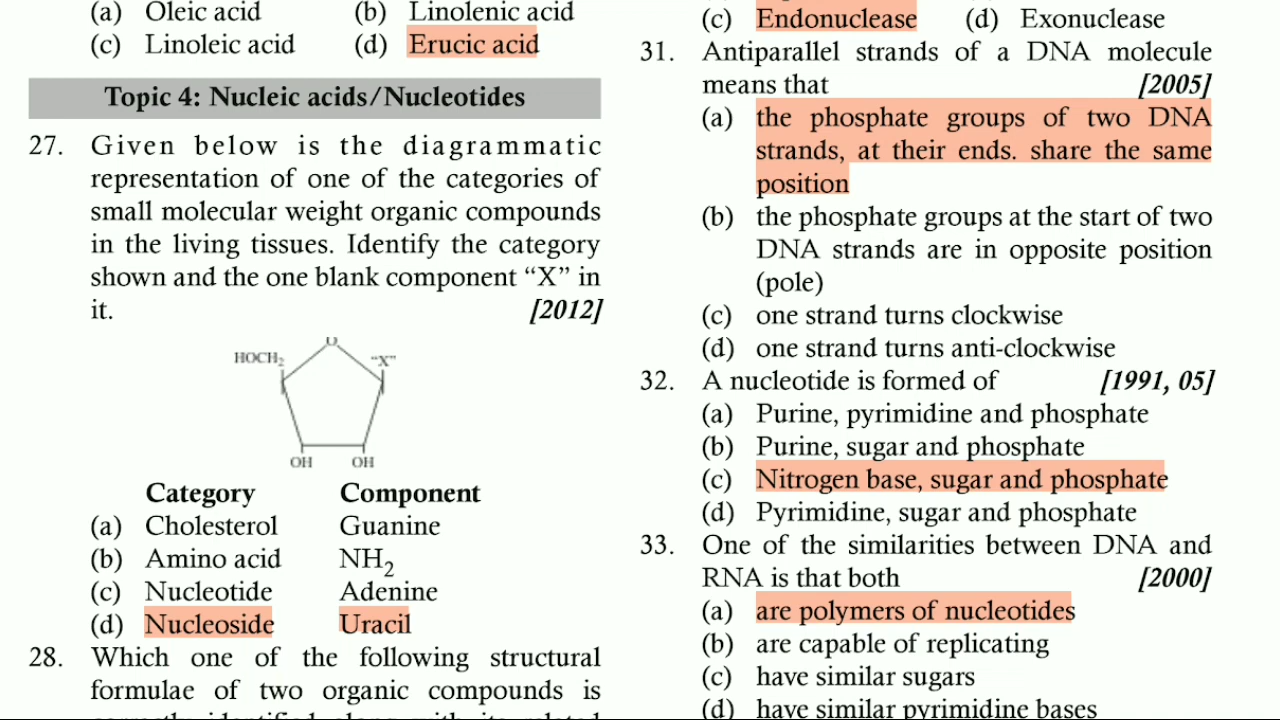 (a) Oleic acid (b) Linolenic acid
(c) Linoleic acid (d) Erucic acid
Topic 4: Nucleic acids/Nucleotides
27. Given below is the diagrammatic
representation of one of the categories of
small molecular weight organic compounds
in the living tissues. Identify the category
shown and the one blank component “X” in
it. [2012]
O
HOCH2 “X”
OH OH
Category Component
(a) Cholesterol Guanine
(b) Amino acid NH2
(c) Nucleotide Adenine
(d) Nucleoside Uracil
28. Which one of the following structural
formulae of two organic compounds is
correctly identified along with its related
(c) Endonuclease (d) Exonuclease
31. Antiparallel strands of a DNA molecule
means that [2005]
(a) the phosphate groups of two DNA
strands, at their ends. share the same
position
(b) the phosphate groups at the start of two
DNA strands are in opposite position
(pole)
(c) one strand turns clockwise
(d) one strand turns anti-clockwise
32. A nucleotide is formed of [1991, 05]
(a) Purine, pyrimidine and phosphate
(b) Purine, sugar and phosphate
(c) Nitrogen base, sugar and phosphate
(d) Pyrimidine, sugar and phosphate
33. One of the similarities between DNA and
RNA is that both [2000]
(a) are polymers of nucleotides
(b) are capable of replicating
(c) have similar sugars
(d) have similar pyrimidine bases